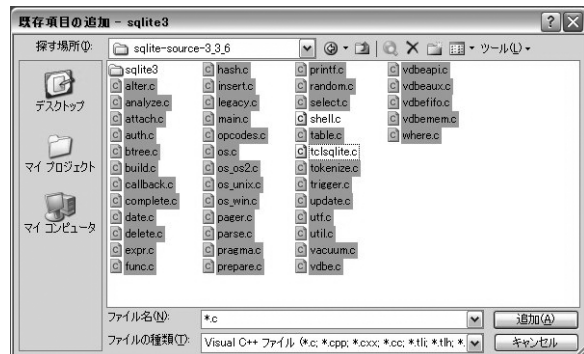 既存項目の追加 - sqlite3
探す場所(I):
sqlite-source-3_3_6
ツール(L)
デスクトップ
マイ プロジェクト
マイ コンピュータ
sqlite3
alter.c
analyze.c
attach.c
auth.c
btree.c
build.c
callback.c
complete.c
date.c
delete.c
expr.c
func.c
hash.c
insert.c
legacy.c
main.c
opcodes.c
os.c
os_os2.c
os_unix.c
os_win.c
pager.c
parse.c
pragma.c
prepare.c
printf.c
random.c
select.c
shell.c
table.c
tclsqlite.c
tokenize.c
trigger.c
update.c
utf.c
util.c
vacuum.c
vdbe.c
vdbeapi.c
vdbeaux.c
vdbefifo.c
vdbemem.c
where.c
ファイル名(N):
*.c
追加(A)
ファイルの種類(T):
Visual C++ ファイル (*.c; *.cpp; *.cxx; *.cc; *.tli; *.tlh; *.
キャンセル